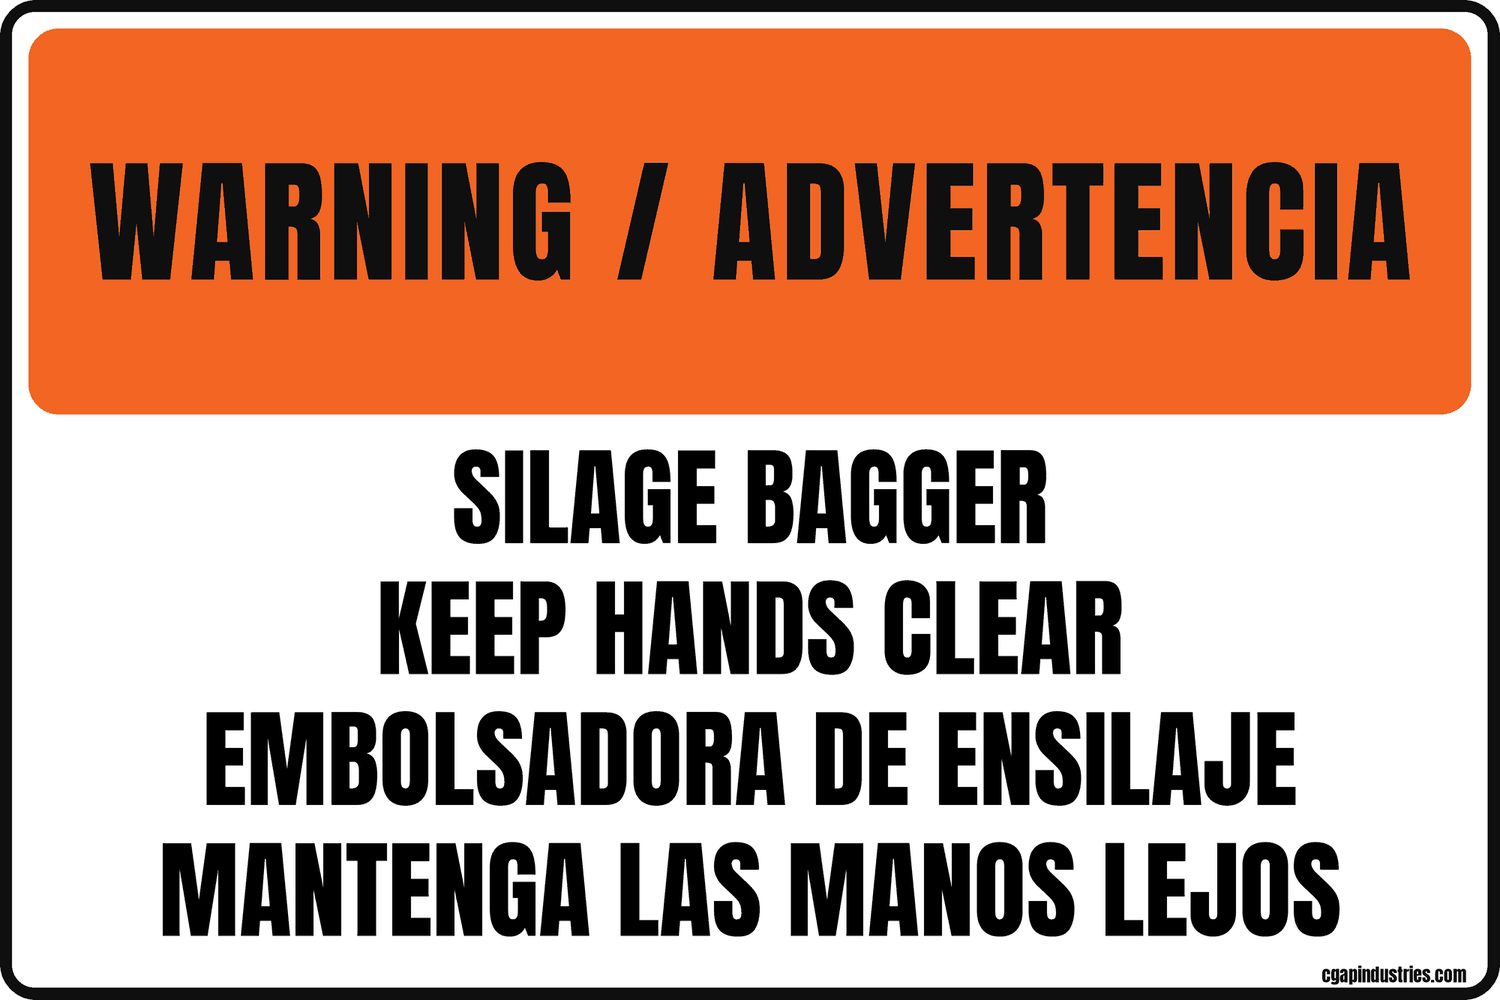 WARNING / ADVERTENCIA
SILAGE BAGGER
KEEP HANDS CLEAR
EMBOLSADORA DE ENSILAJE
MANTENGA LAS MANOS LEJOS
cgapindustries.com